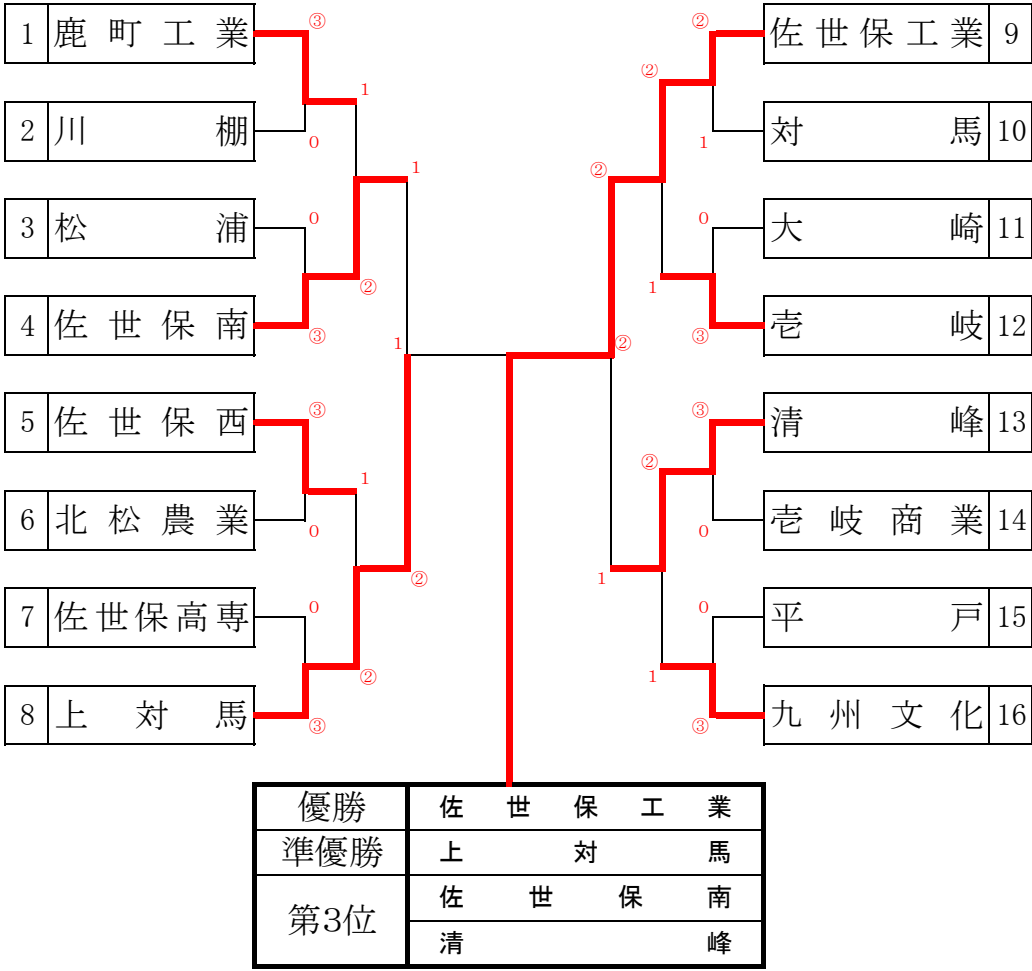 1 鹿町工業 ③
② 佐世保工業 9
1
②
2 川棚 0
1 対馬 10
1
②
3 松浦 0
0 大崎 11
②
1
4 佐世保南 ③
③ 壱岐 12
1
②
5 佐世保西 ③
③ 清峰 13
1
②
6 北松農業 0
0 壱岐商業 14
②
1
7 佐世保高専 0
0 平戸 15
②
1
8 上対馬 ③
③ 九州文化 16
優勝 佐世保工業
準優勝 上対馬
第3位 佐世保南
清峰